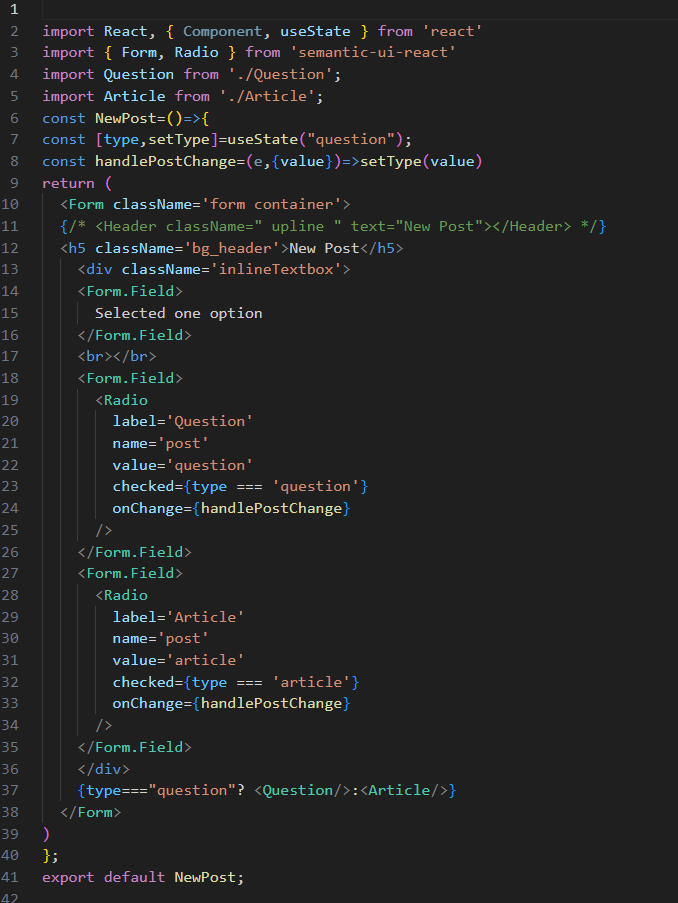 1
2 import React, { Component, useState } from 'react'
3 import { Form, Radio } from 'semantic-ui-react'
4 import Question from './Question';
5 import Article from './Article';
6 const NewPost=()=>{
7 const [type,setType]=useState("question");
8 const handlePostChange=(e,{value})=>setType(value)
9 return (
10   <Form className='form container'>
11   {/* <Header className=" upline " text="New Post"></Header> */}
12   <h5 className='bg_header'>New Post</h5>
13     <div className='inlineTextbox'>
14     <Form.Field>
15       Selected one option
16     </Form.Field>
17     <br></br>
18     <Form.Field>
19       <Radio
20         label='Question'
21         name='post'
22         value='question'
23         checked={type === 'question'}
24         onChange={handlePostChange}
25       />
26     </Form.Field>
27     <Form.Field>
28       <Radio
29         label='Article'
30         name='post'
31         value='article'
32         checked={type === 'article'}
33         onChange={handlePostChange}
34       />
35     </Form.Field>
36     </div>
37     {type==="question"? <Question/>:<Article/>}
38   </Form>
39 )
40 };
41 export default NewPost;
42